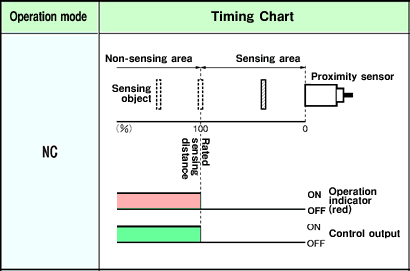 Operation mode
Timing Chart
NC
Non-sensing area
Sensing area
Proximity sensor
Sensing
object
(%)
100
0
Rated
sensing
distance
ON
Operation
indicator
OFF
(red)
ON
Control output
OFF